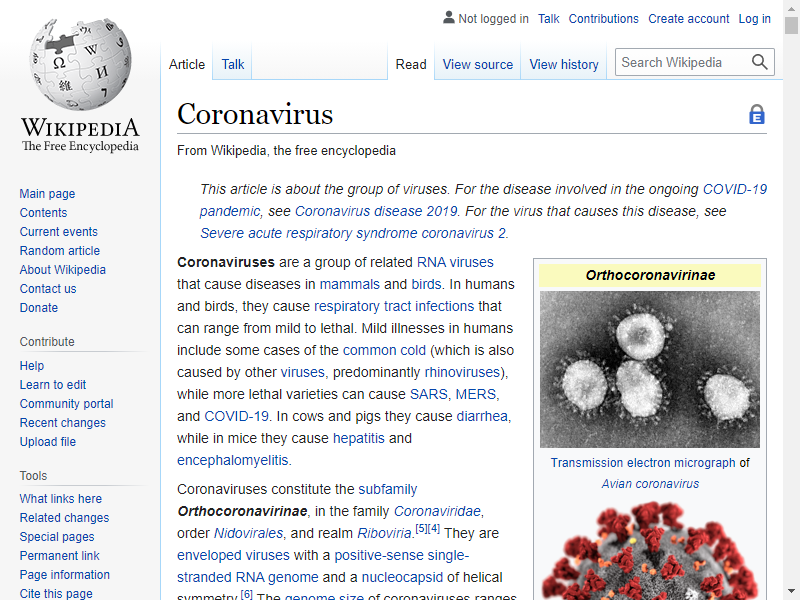 Not logged in Talk Contributions Create account Log in
Article Talk Read View source View history Search Wikipedia
WIKIPEDIA
The Free Encyclopedia
Main page
Contents
Current events
Random article
About Wikipedia
Contact us
Donate
Contribute
Help
Learn to edit
Community portal
Recent changes
Upload file
Tools
What links here
Related changes
Special pages
Permanent link
Page information
Cite this page
Coronavirus
E
From Wikipedia, the free encyclopedia
This article is about the group of viruses. For the disease involved in the ongoing COVID-19
pandemic, see Coronavirus disease 2019. For the virus that causes this disease, see
Severe acute respiratory syndrome coronavirus 2.
Coronaviruses are a group of related RNA viruses
that cause diseases in mammals and birds. In humans
and birds, they cause respiratory tract infections that
can range from mild to lethal. Mild illnesses in humans
include some cases of the common cold (which is also
caused by other viruses, predominantly rhinoviruses),
while more lethal varieties can cause SARS, MERS,
and COVID-19. In cows and pigs they cause diarrhea,
while in mice they cause hepatitis and
encephalomyelitis.
Coronaviruses constitute the subfamily
Orthocoronavirinae, in the family Coronaviridae,
order Nidovirales, and realm Riboviria.[5][4] They are
enveloped viruses with a positive-sense single-
stranded RNA genome and a nucleocapsid of helical
symmetry.[6] The genome size of coronaviruses ranges
Orthocoronavirinae
Transmission electron micrograph of
Avian coronavirus